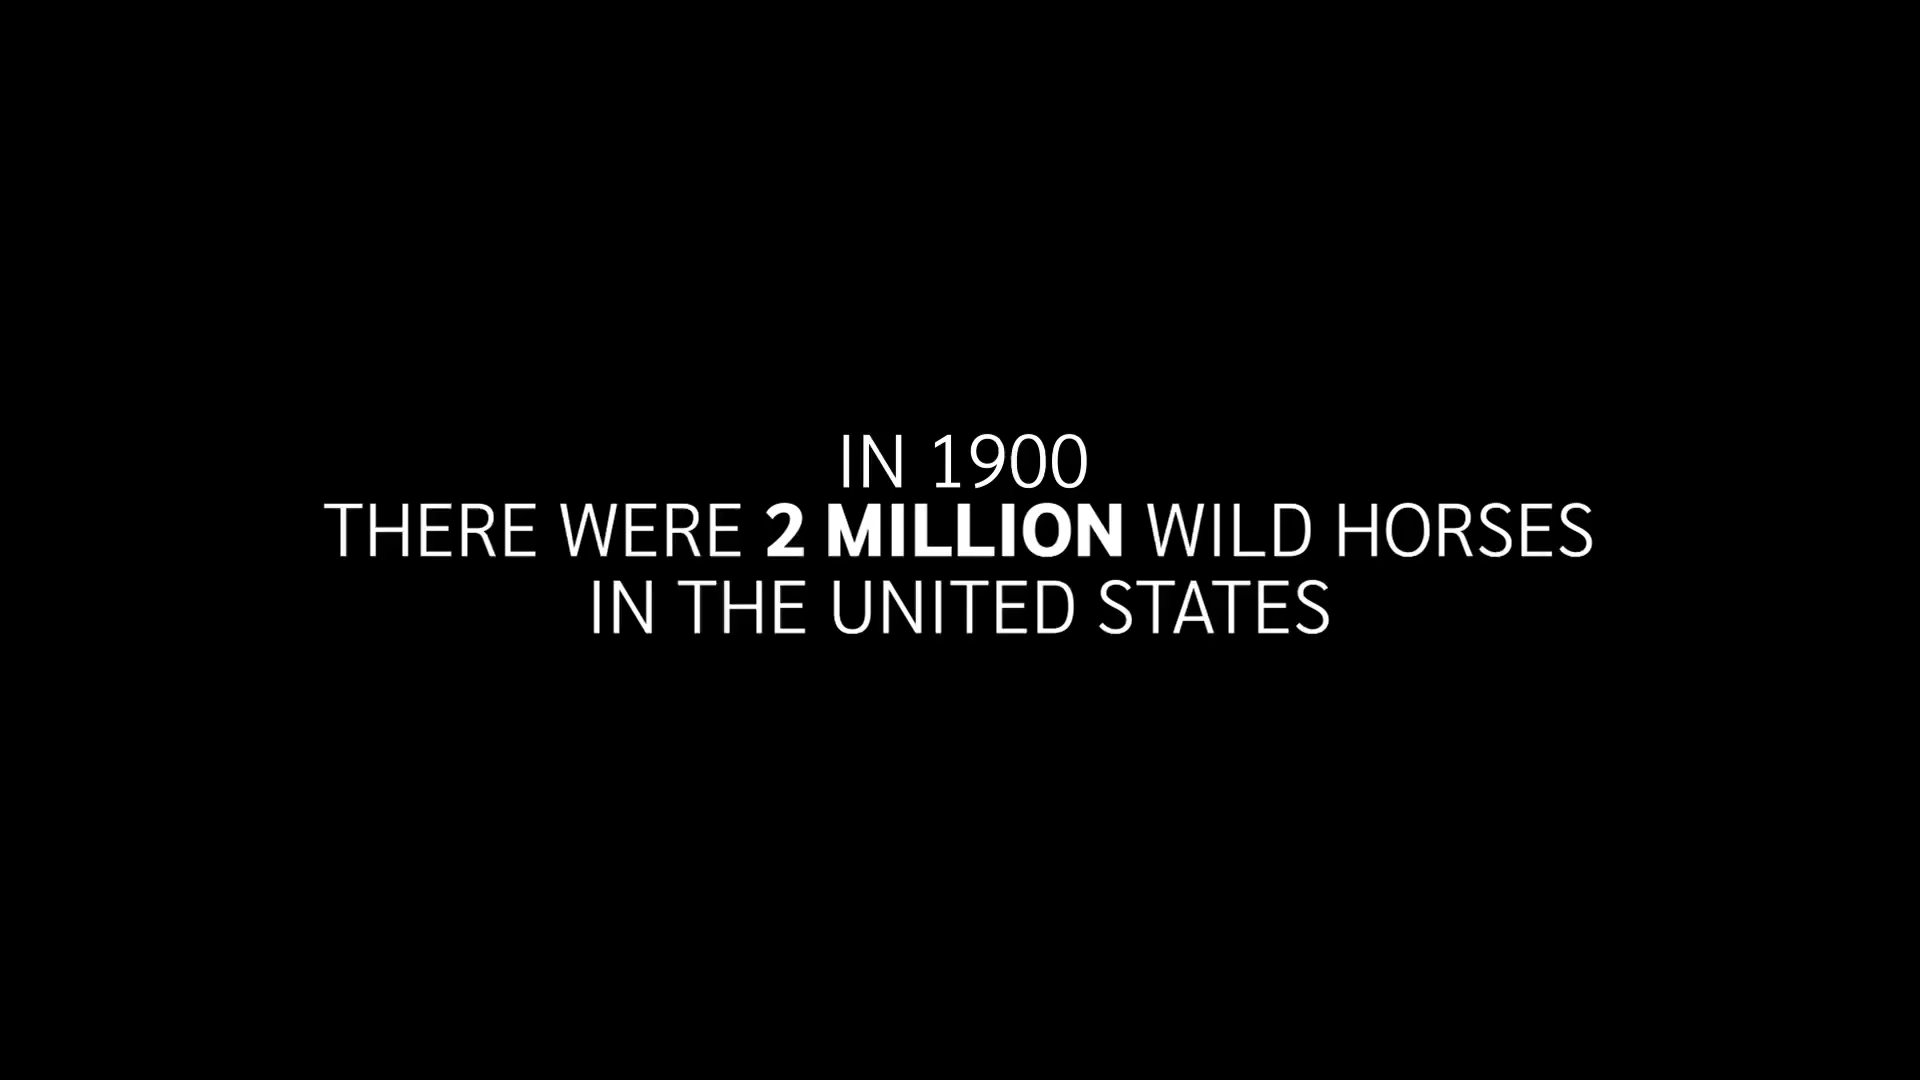 IN 1900
THERE WERE 2 MILLION WILD HORSES
IN THE UNITED STATES